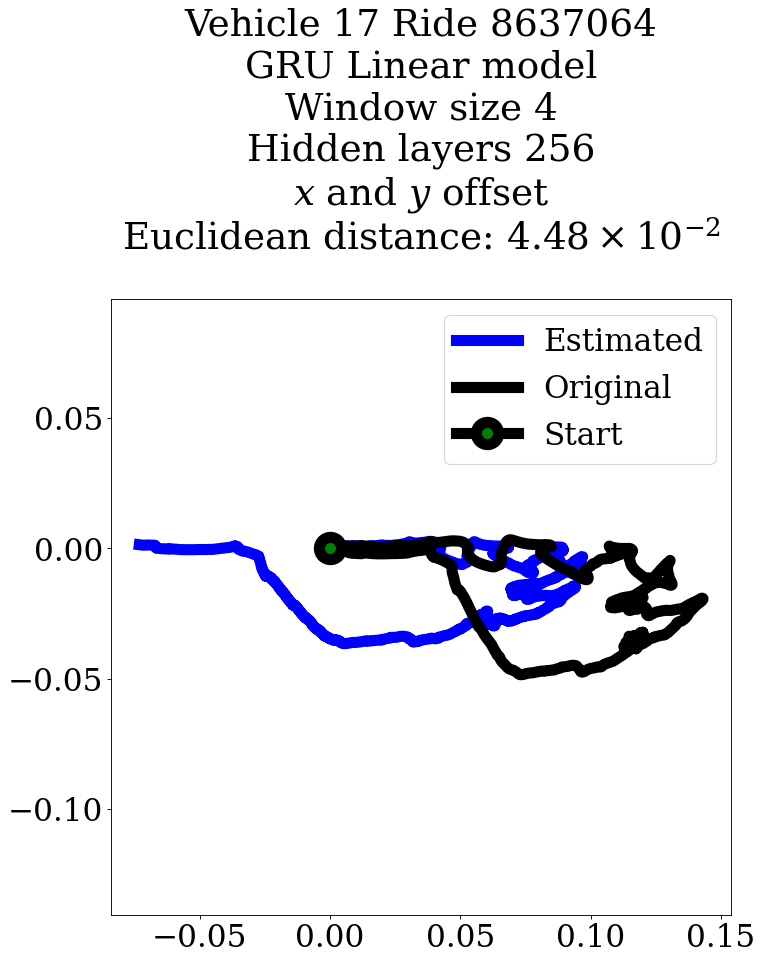 Vehicle 17 Ride 8637064
GRU Linear model
Window size 4
Hidden layers 256
x and y offset
Euclidean distance: 4.48 × 10⁻²
Estimated
Original
Start
0.05
0.00
−0.05
−0.10
−0.05 0.00 0.05 0.10 0.15